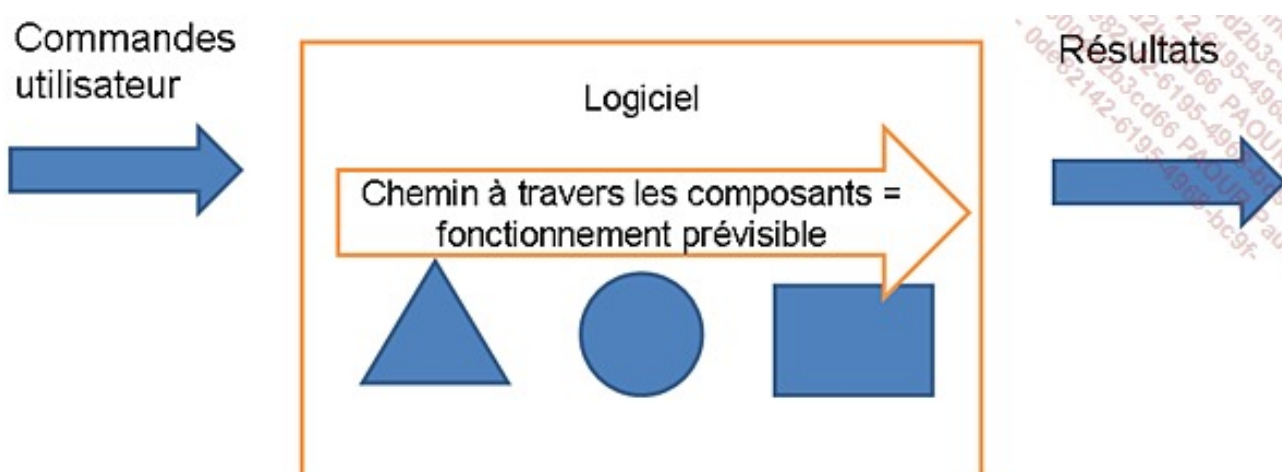 Commandes
utilisateur
Logiciel
Chemin à travers les composants =
fonctionnement prévisible
Résultats